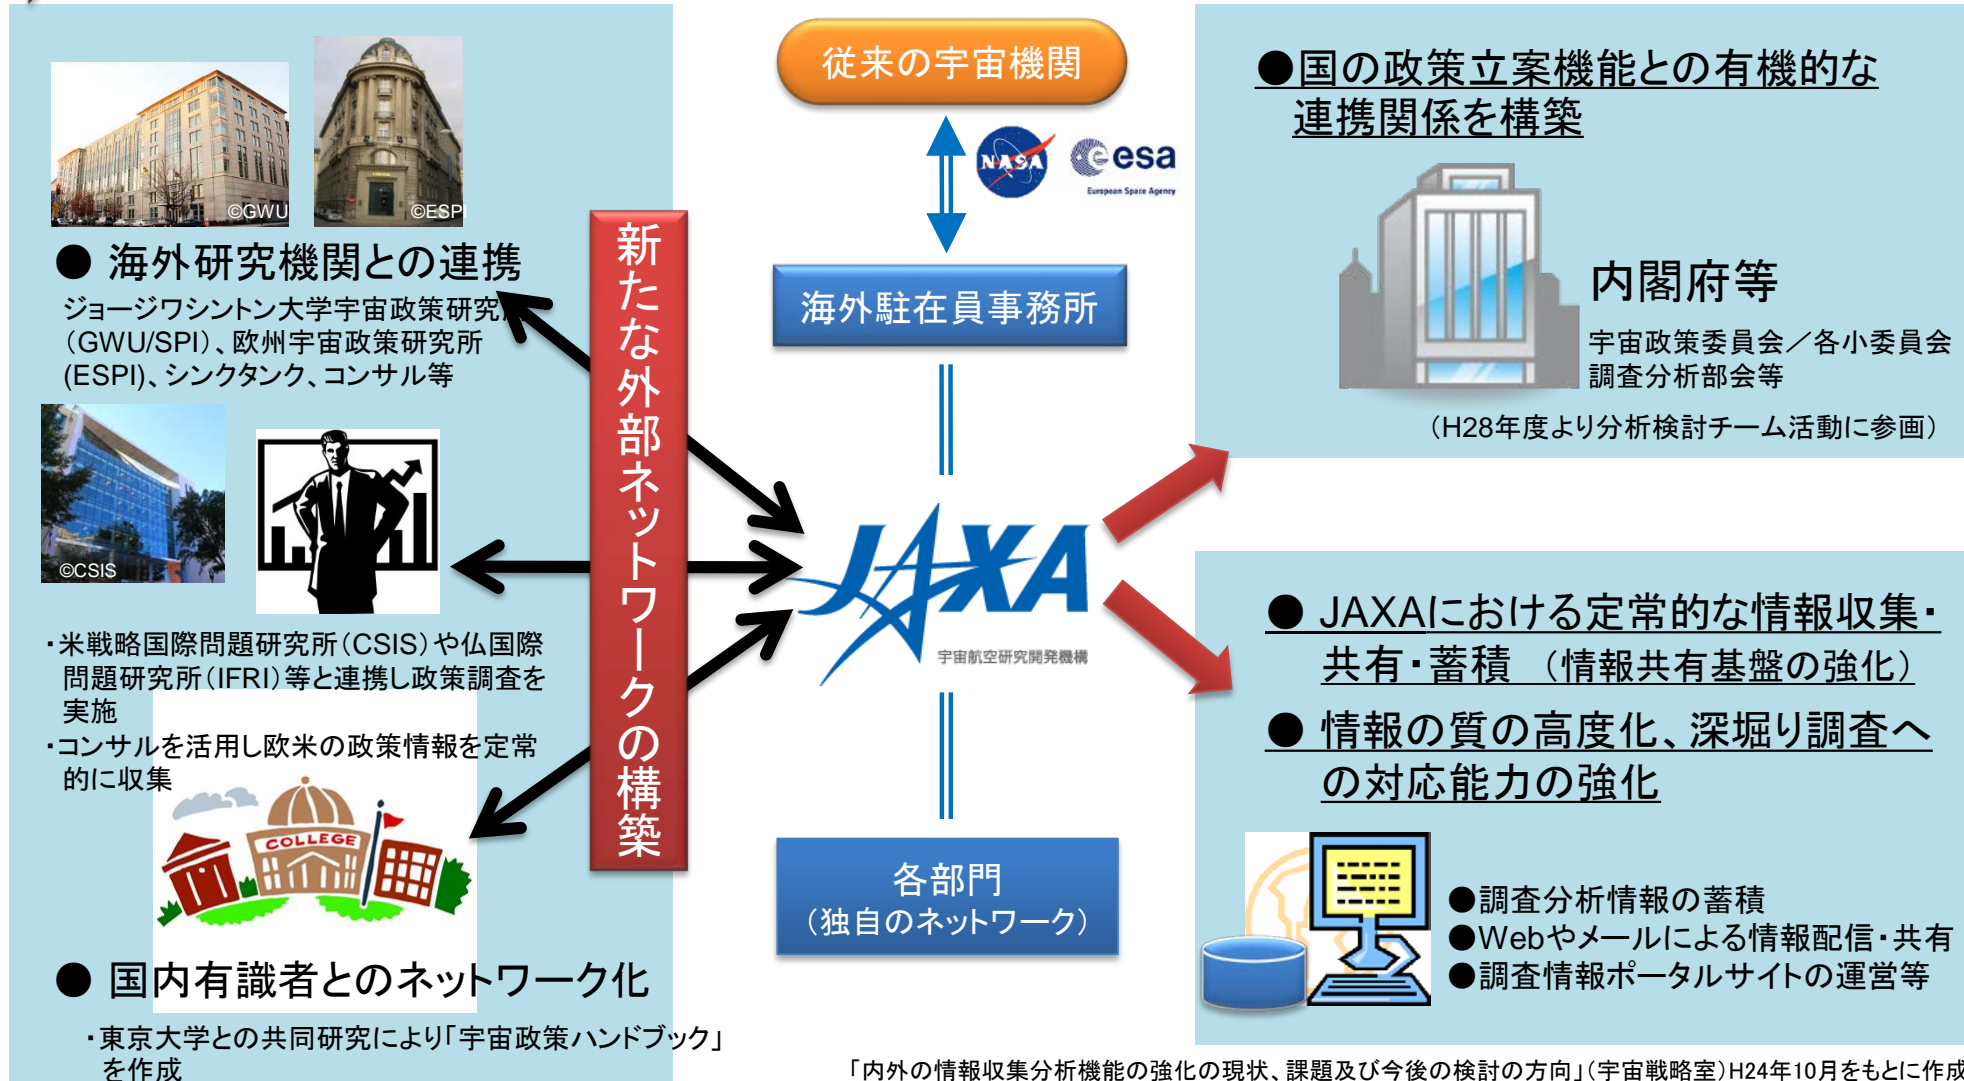 ©GWU
©ESPI
● 海外研究機関との連携
ジョージワシントン大学宇宙政策研究
（GWU/SPI）、欧州宇宙政策研究所
(ESPI)、シンクタンク、コンサル等
©CSIS
・米戦略国際問題研究所（CSIS）や仏国際
問題研究所（IFRI）等と連携し政策調査を
実施
・コンサルを活用し欧米の政策情報を定常
的に収集
COLLEGE
● 国内有識者とのネットワーク化
・東京大学との共同研究により「宇宙政策ハンドブック」
を作成
新たな外部ネットワークの構築
従来の宇宙機関
NASA
esa
European Space Agency
海外駐在員事務所
JAXA
宇宙航空研究開発機構
各部門
（独自のネットワーク）
●国の政策立案機能との有機的な
連携関係を構築
内閣府等
宇宙政策委員会／各小委員会
調査分析部会等
（H28年度より分析検討チーム活動に参画）
● JAXAにおける定常的な情報収集・
共有・蓄積 （情報共有基盤の強化）
● 情報の質の高度化、深堀り調査へ
の対応能力の強化
●調査分析情報の蓄積
●Webやメールによる情報配信・共有
●調査情報ポータルサイトの運営等
「内外の情報収集分析機能の強化の現状、課題及び今後の検討の方向」（宇宙戦略室）H24年10月をもとに作成